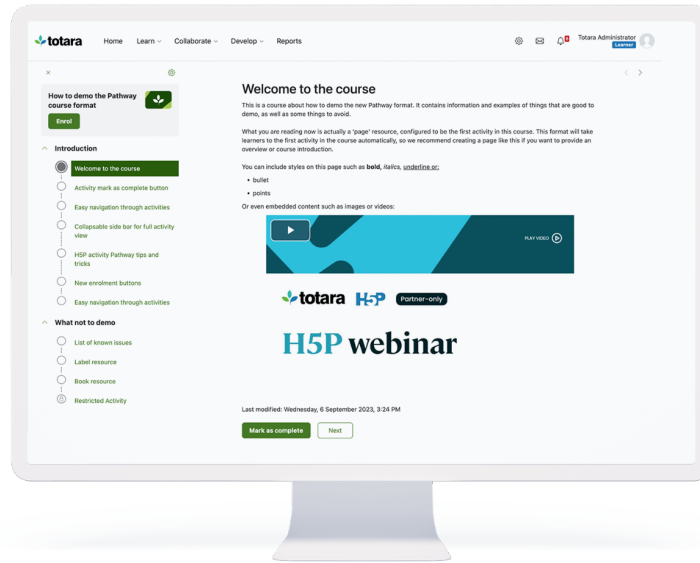 totara
Home Learn Collaborate Develop Reports
Totara Administrator
Learner
How to demo the Pathway
course format
Enrol
Introduction
Welcome to the course
Activity mark as complete button
Easy navigation through activities
Collapsable side bar for full activity
view
H5P activity Pathway tips and
tricks
New enrolment buttons
Easy navigation through activities
What not to demo
List of known issues
Label resource
Book resource
Restricted Activity
Welcome to the course
This is a course about how to demo the new Pathway format. It contains information and examples of things that are good to
demo, as well as some things to avoid.
What you are reading now is actually a 'page' resource, configured to be the first activity in this course. This format will take
learners to the first activity in the course automatically, so we recommend creating a page like this if you want to provide an
overview or course introduction.
You can include styles on this page such as bold, italics, underline or:
• bullet
• points
Or even embedded content such as images or videos:
PLAY VIDEO
totara H5P Partner-only
H5P webinar
Last modified: Wednesday, 6 September 2023, 3:24 PM
Mark as complete Next